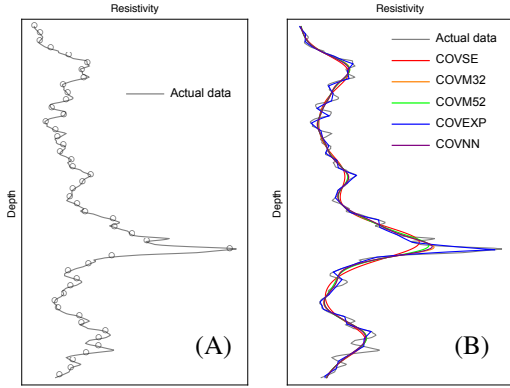 Resistivity
Depth
Actual data
(A)
Resistivity
Depth
Actual data
COVSE
COVM32
COVM52
COVEXP
COVNN
(B)